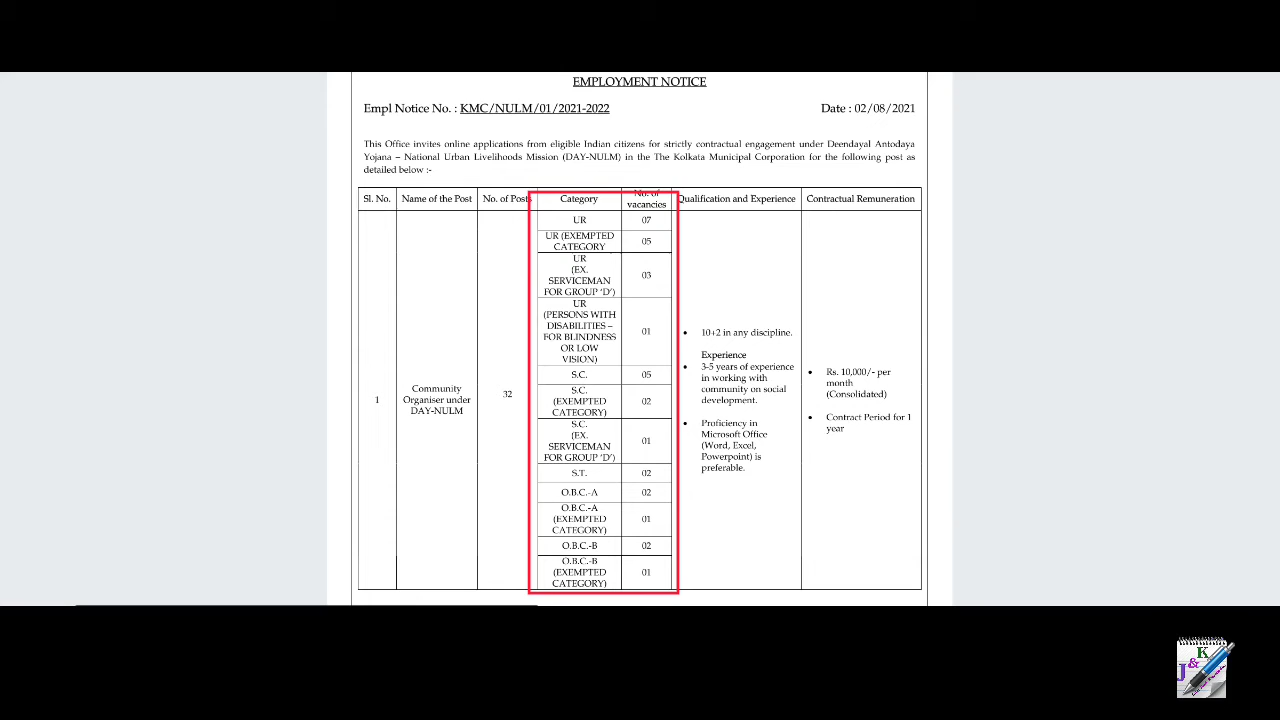 EMPLOYMENT NOTICE
Empl Notice No. : KMC/NULM/01/2021-2022 Date : 02/08/2021
This Office invites online applications from eligible Indian citizens for strictly contractual engagement under Deendayal Antodaya
Yojana – National Urban Livelihoods Mission (DAY-NULM) in the The Kolkata Municipal Corporation for the following post as
detailed below :-
Sl. No. Name of the Post No. of Posts Category No. of vacancies Qualification and Experience Contractual Remuneration
1
Community
Organiser under
DAY-NULM
32
UR 07
UR (EXEMPTED
CATEGORY 05
UR
(EX.
SERVICEMAN
FOR GROUP 'D') 03
UR
(PERSONS WITH
DISABILITIES –
FOR BLINDNESS
OR LOW
VISION) 01
S.C. 05
S.C.
(EXEMPTED
CATEGORY) 02
S.C.
(EX.
SERVICEMAN
FOR GROUP 'D') 01
S.T. 02
O.B.C.-A 02
O.B.C.-A
(EXEMPTED
CATEGORY) 01
O.B.C.-B 02
O.B.C.-B
(EXEMPTED
CATEGORY) 01
• 10+2 in any discipline.
Experience
• 3-5 years of experience
in working with
community on social
development.
• Proficiency in
Microsoft Office
(Word, Excel,
Powerpoint) is
preferable.
• Rs. 10,000/- per
month
(Consolidated)
• Contract Period for 1
year
J&K